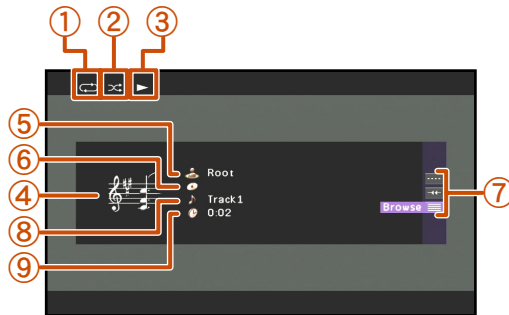 ① ② ③
⑤ Root
⑥
④
⑧ Track1
⑨ 0:02
Browse
⑦